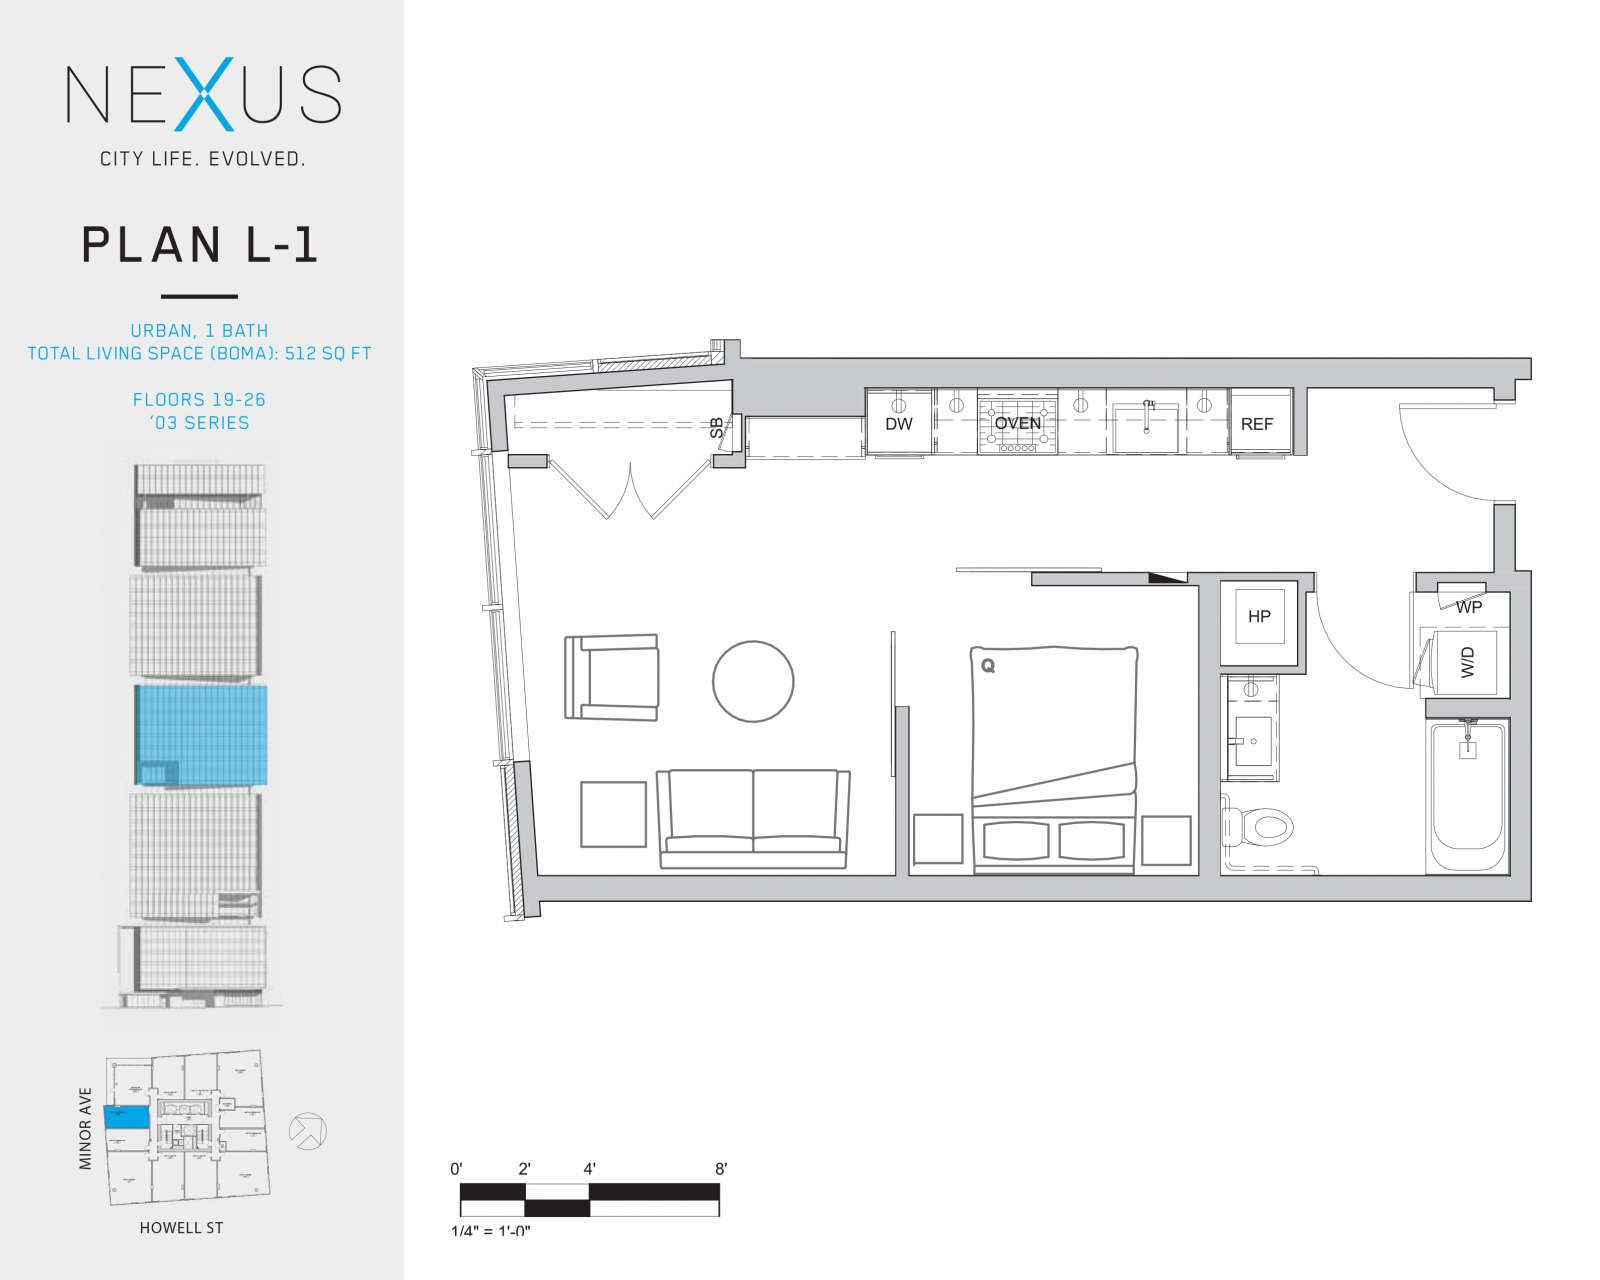 NEXUS
CITY LIFE. EVOLVED.
PLAN L-1
URBAN, 1 BATH
TOTAL LIVING SPACE (BOMA): 512 SQ FT
FLOORS 19-26
'03 SERIES
MINOR AVE
HOWELL ST
SB
DW
OVEN
REF
HP
WP
W/D
Q
0' 2' 4' 8'
1/4" = 1'-0"